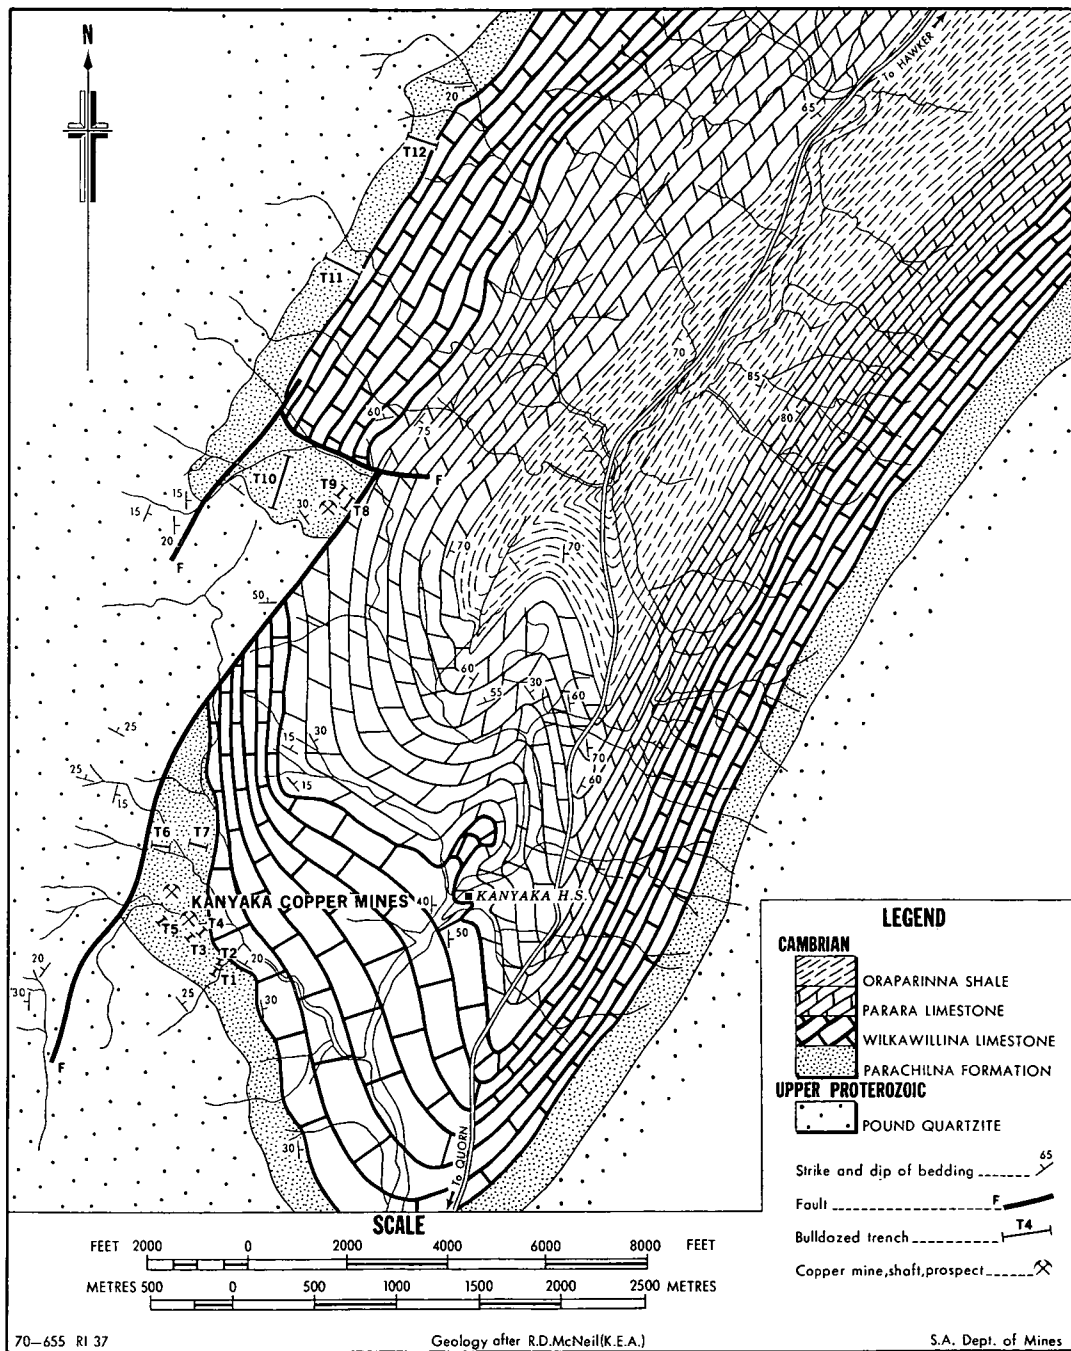 N
20
To HAWKER
65
T12
T11
70
85
80
60
75
F
T10
T9
30
T8
15
15
20
F
70
70
50
60
55
30
60
25
15
30
70
60
25
15
15
T6
T7
KANYAKA COPPER MINES
40
KANYAKA H.S.
T5
T4
T3
T2
T1
20
50
20
30
25
30
F
30
To QUORN
LEGEND
CAMBRIAN
ORAPARINNA SHALE
PARARA LIMESTONE
WILKAWILLINA LIMESTONE
PARACHILNA FORMATION
UPPER PROTEROZOIC
POUND QUARTZITE
Strike and dip of bedding 65
Fault F
Bulldozed trench T4
Copper mine,shaft,prospect
SCALE
FEET 2000 0 2000 4000 6000 8000 FEET
METRES 500 0 500 1000 1500 2000 2500 METRES
70-655 RI 37
Geology after R.D.McNeil(K.E.A.)
S.A. Dept. of Mines